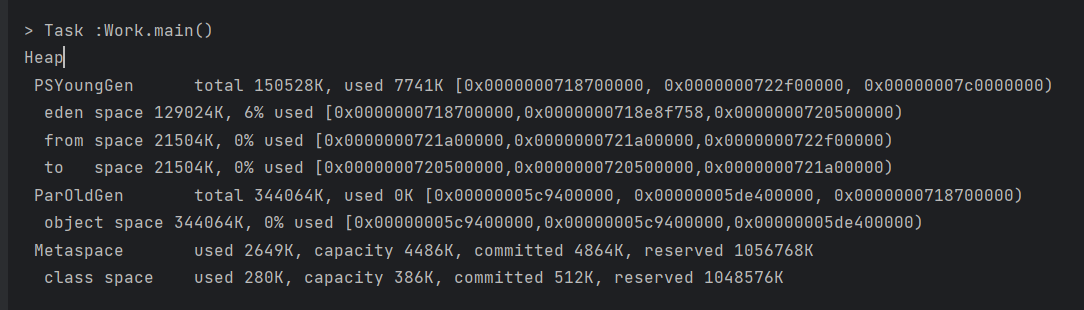 > Task :Work.main()
Heap
 PSYoungGen      total 150528K, used 7741K [0x0000000718700000, 0x0000000722f00000, 0x00000007c0000000)
  eden space 129024K, 6% used [0x0000000718700000,0x0000000718e8f758,0x0000000720500000)
  from space 21504K, 0% used [0x0000000721a00000,0x0000000721a00000,0x0000000722f00000)
  to   space 21504K, 0% used [0x0000000720500000,0x0000000720500000,0x0000000721a00000)
 ParOldGen       total 344064K, used 0K [0x00000005c9400000, 0x00000005de400000, 0x0000000718700000)
  object space 344064K, 0% used [0x00000005c9400000,0x00000005c9400000,0x00000005de400000)
 Metaspace       used 2649K, capacity 4486K, committed 4864K, reserved 1056768K
  class space    used 280K, capacity 386K, committed 512K, reserved 1048576K